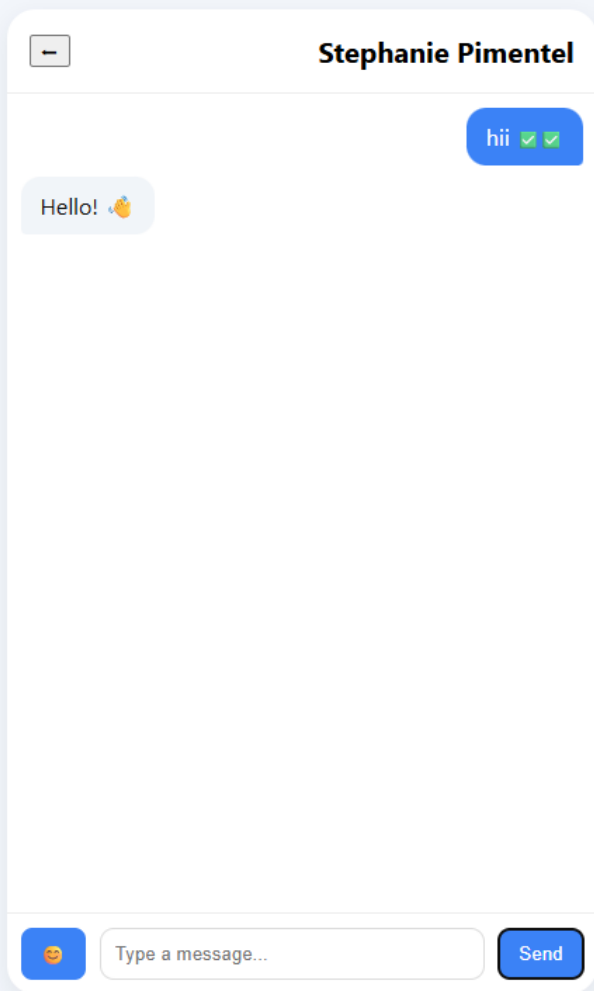 ←
Stephanie Pimentel
hii ✅✅
Hello! 👋
😊
Type a message...
Send